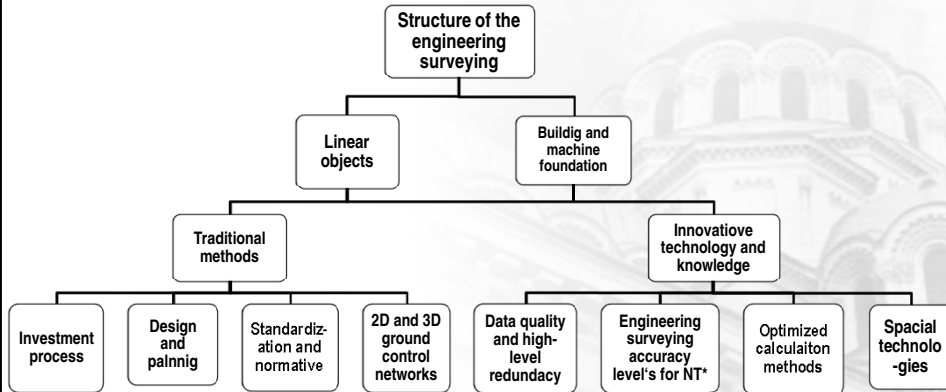 Structure of the
engineering
surveying
Linear
objects
Buildig and
machine
foundation
Traditional
methods
Innovatiove
technology and
knowledge
Investment
process
Design
and
palnnig
Standardiz-
ation and
normative
2D and 3D
ground
control
networks
Data quality
and high-
level
redundacy
Engineering
surveying
accuracy
level's for NT*
Optimized
calculaiton
methods
Spacial
technolo
-gies